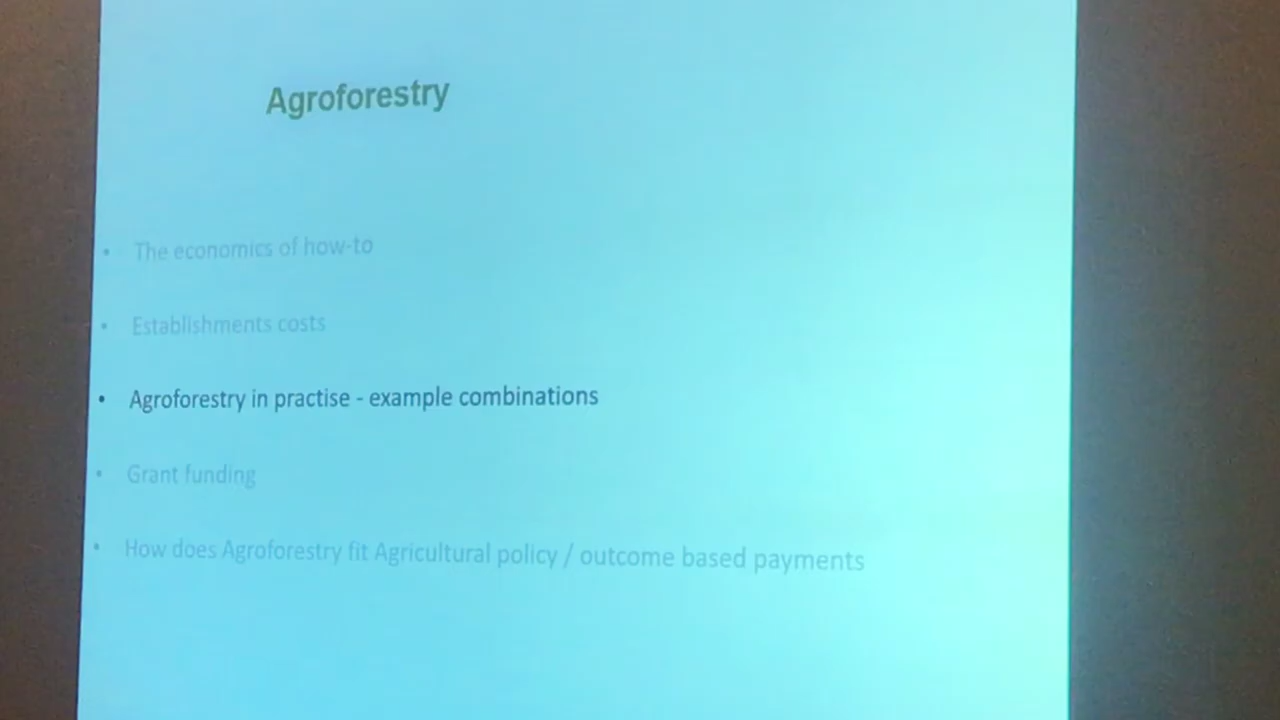 Agroforestry
• The economics of how-to
• Establishments costs
• Agroforestry in practise - example combinations
• Grant funding
• How does Agroforestry fit Agricultural policy / outcome based payments